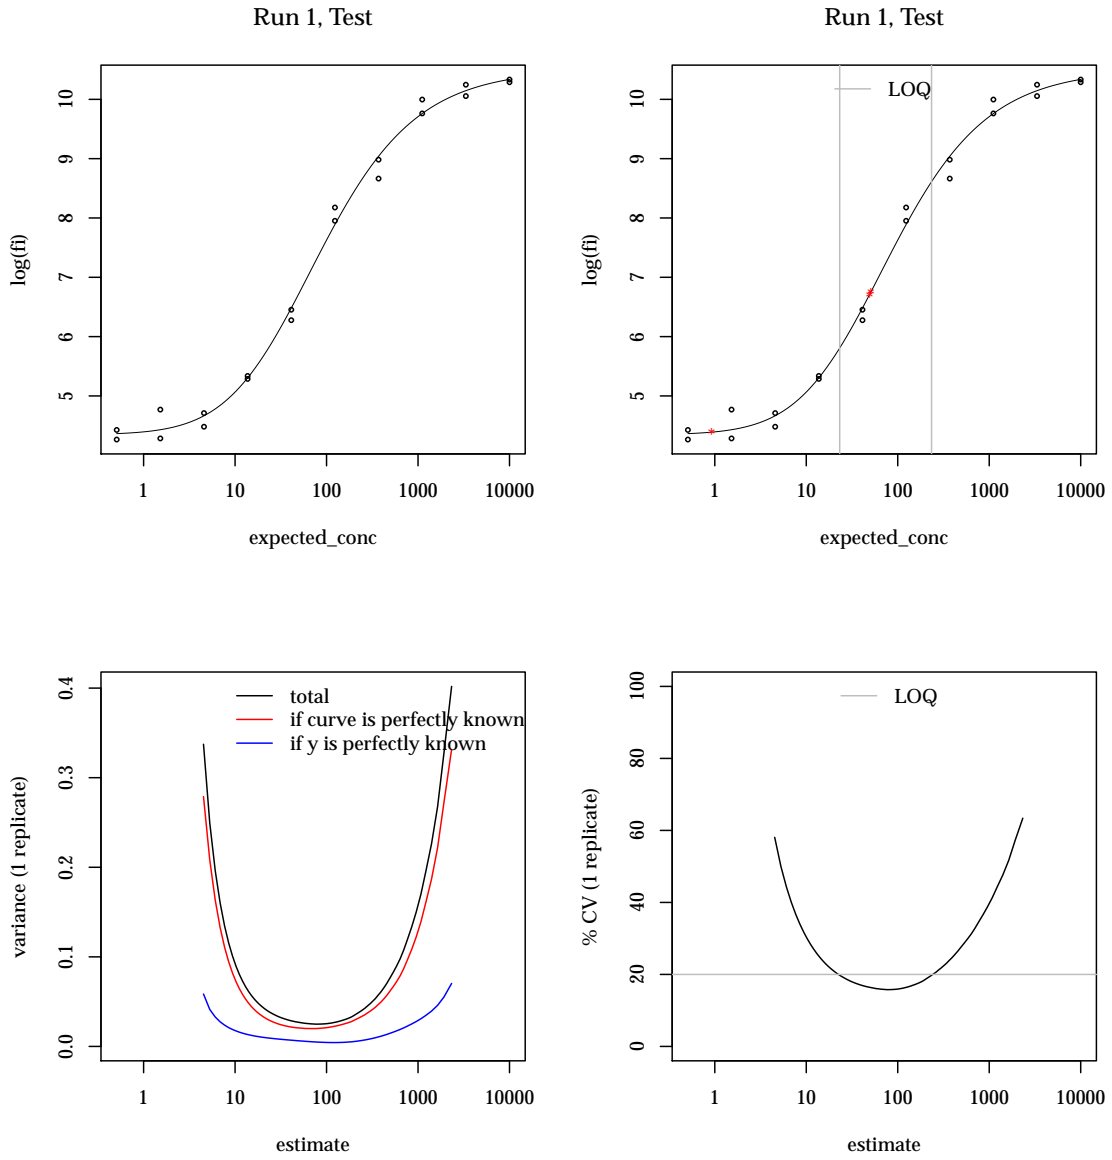 Run 1, Test
log(fi)
10
9
8
7
6
5
1 10 100 1000 10000
expected_conc
Run 1, Test
log(fi)
10
9
8
7
6
5
LOQ
1 10 100 1000 10000
expected_conc
variance (1 replicate)
0.4
0.3
0.2
0.1
0.0
total
if curve is perfectly known
if y is perfectly known
1 10 100 1000 10000
estimate
% CV (1 replicate)
100
80
60
40
20
0
LOQ
1 10 100 1000 10000
estimate